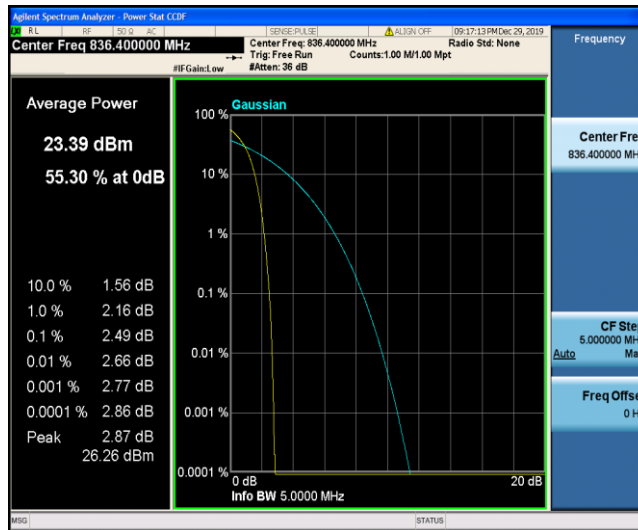 Agilent Spectrum Analyzer - Power Stat CCDF
RL RF 50 Ω AC SENSE:PULSE ALIGN OFF 09:17:13 PM Dec 29, 2019
Center Freq 836.400000 MHz
Center Freq: 836.400000 MHz Radio Std: None
Trig: Free Run Counts:1.00 M/1.00 Mpt
#IFGain:Low #Atten: 36 dB
Frequency
Average Power
23.39 dBm
55.30 % at 0dB
10.0 % 1.56 dB
1.0 % 2.16 dB
0.1 % 2.49 dB
0.01 % 2.66 dB
0.001 % 2.77 dB
0.0001 % 2.86 dB
Peak 2.87 dB
26.26 dBm
Gaussian
100 %
10 %
1 %
0.1 %
0.01 %
0.001 %
0.0001 %
0 dB 20 dB
Info BW 5.0000 MHz
Center Fre
836.400000 MH
CF Ste
5.000000 MH
Auto Ma
Freq Offse
0 H
MSG STATUS